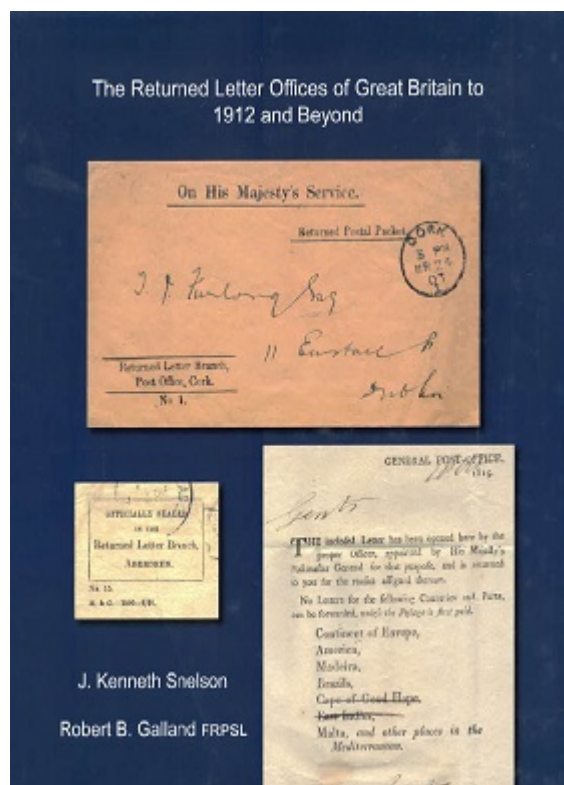 The Returned Letter Offices of Great Britain to
1912 and Beyond
On His Majesty's Service.
Returned Postal Packet.
CORK
11 Eustace
Dublin
Returned Letter Branch,
Post Office, Cork.
No 1.
OFFICIALLY SEALED
IN THE
Returned Letter Branch,
ABERDEEN.
No. 15.
GENERAL POST-OFFICE,
Gents
THE inclosed Letter has been opened here by the
proper Officer, appointed by His Majesty's
Postmaster General for that purpose, and is returned
to you for the reason assigned thereon.
No Letters for the following Countries and Parts,
can be forwarded, unless the Postage is first paid.
Continent of Europe,
America,
Madeira,
Brazils,
Cape of Good Hope,
East Indies,
Malta, and other places in the
Mediterranean.
J. Kenneth Snelson
Robert B. Galland FRPSL